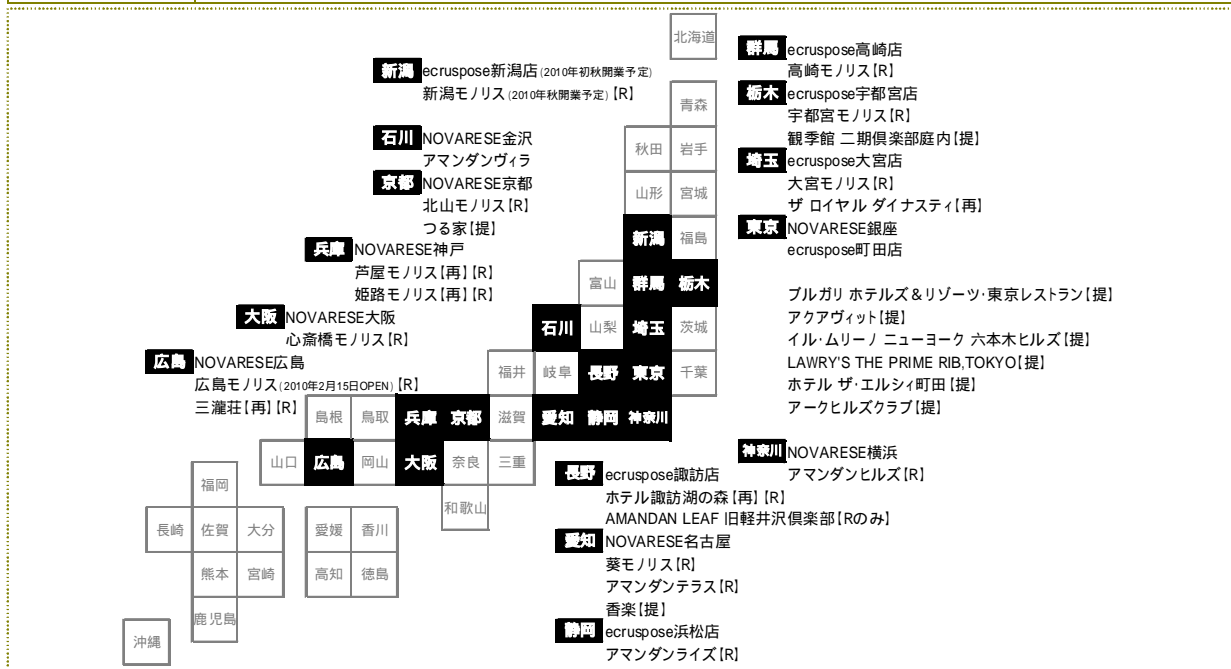 北海道
群馬 ecruspose高崎店
高崎モノリス【R】
新潟 ecruspose新潟店(2010年初秋開業予定)
新潟モノリス(2010年秋開業予定)【R】
栃木 ecruspose宇都宮店
宇都宮モノリス【R】
観季館 二期倶楽部庭内【提】
青森
石川 NOVARESE金沢
アマンダンヴィラ
秋田 岩手
埼玉 ecruspose大宮店
大宮モノリス【R】
ザ ロイヤル ダイナスティ【再】
京都 NOVARESE京都
北山モノリス【R】
つる家【提】
山形 宮城
東京 NOVARESE銀座
ecruspose町田店
ブルガリ ホテルズ&リゾーツ・東京レストラン【提】
アクアヴィット【提】
イル・ムリーノ ニューヨーク 六本木ヒルズ【提】
LAWRY'S THE PRIME RIB,TOKYO【提】
ホテル ザ・エルシィ町田【提】
アークヒルズクラブ【提】
兵庫 NOVARESE神戸
芦屋モノリス【再】【R】
姫路モノリス【再】【R】
新潟 福島
富山 群馬 栃木
大阪 NOVARESE大阪
心斎橋モノリス【R】
石川 山梨 埼玉 茨城
広島 NOVARESE広島
広島モノリス(2010年2月15日OPEN)【R】
三瀧荘【再】【R】
福井 岐阜 長野 東京 千葉
島根 鳥取 兵庫 京都 滋賀 愛知 静岡 神奈川
山口 広島 岡山 大阪 奈良 三重
神奈川 NOVARESE横浜
アマンダンヒルズ【R】
福岡
和歌山
長野 ecruspose諏訪店
ホテル諏訪湖の森【再】【R】
AMANDAN LEAF 旧軽井沢倶楽部【Rのみ】
長崎 佐賀 大分 愛媛 香川
愛知 NOVARESE名古屋
葵モノリス【R】
アマンダンテラス【R】
香楽【提】
熊本 宮崎 高知 徳島
鹿児島
静岡 ecruspose浜松店
アマンダンライズ【R】
沖縄